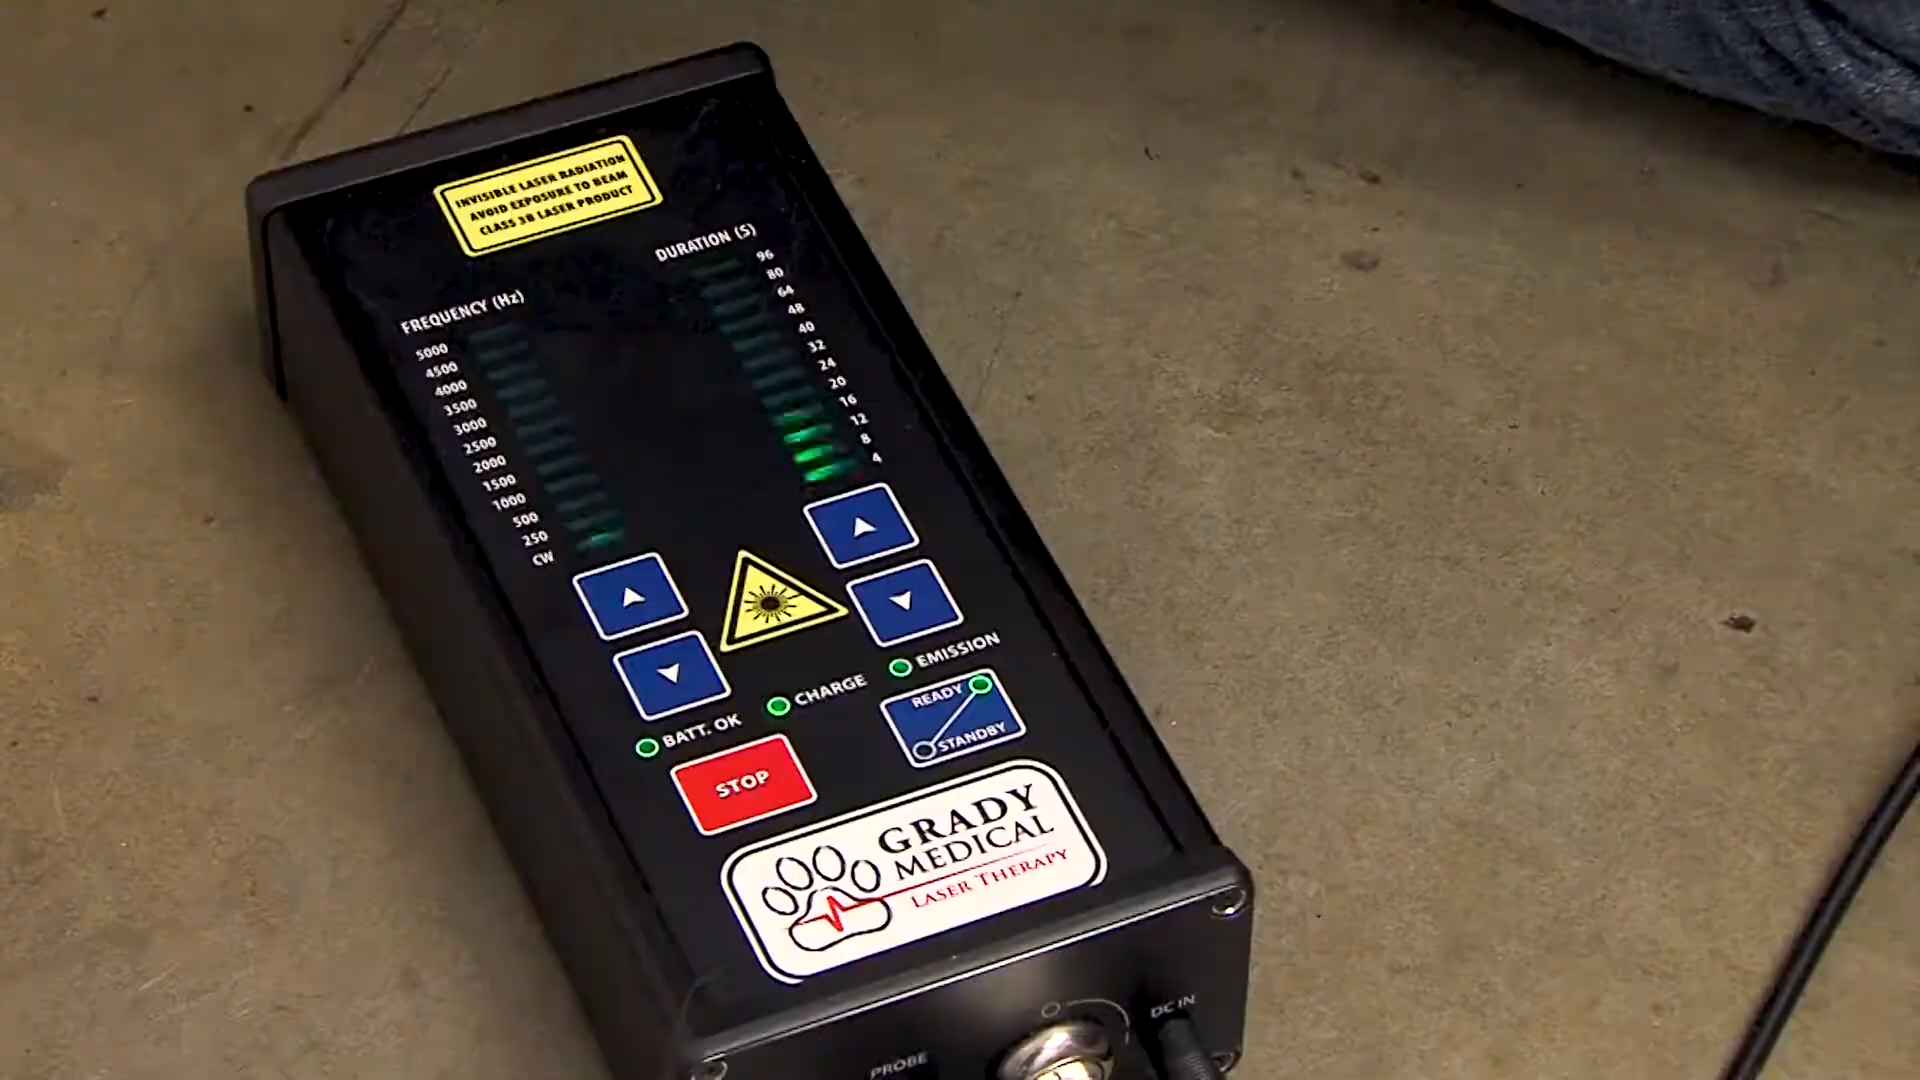 INVISIBLE LASER RADIATION
AVOID EXPOSURE TO BEAM
CLASS 3B LASER PRODUCT
DURATION (S)
96
80
64
48
40
32
24
20
16
12
8
4
FREQUENCY (Hz)
5000
4500
4000
3500
3000
2500
2000
1500
1000
500
250
CW
EMISSION
CHARGE
BATT. OK
READY
STANDBY
STOP
GRADY
MEDICAL
LASER THERAPY
PROBE
DC IN